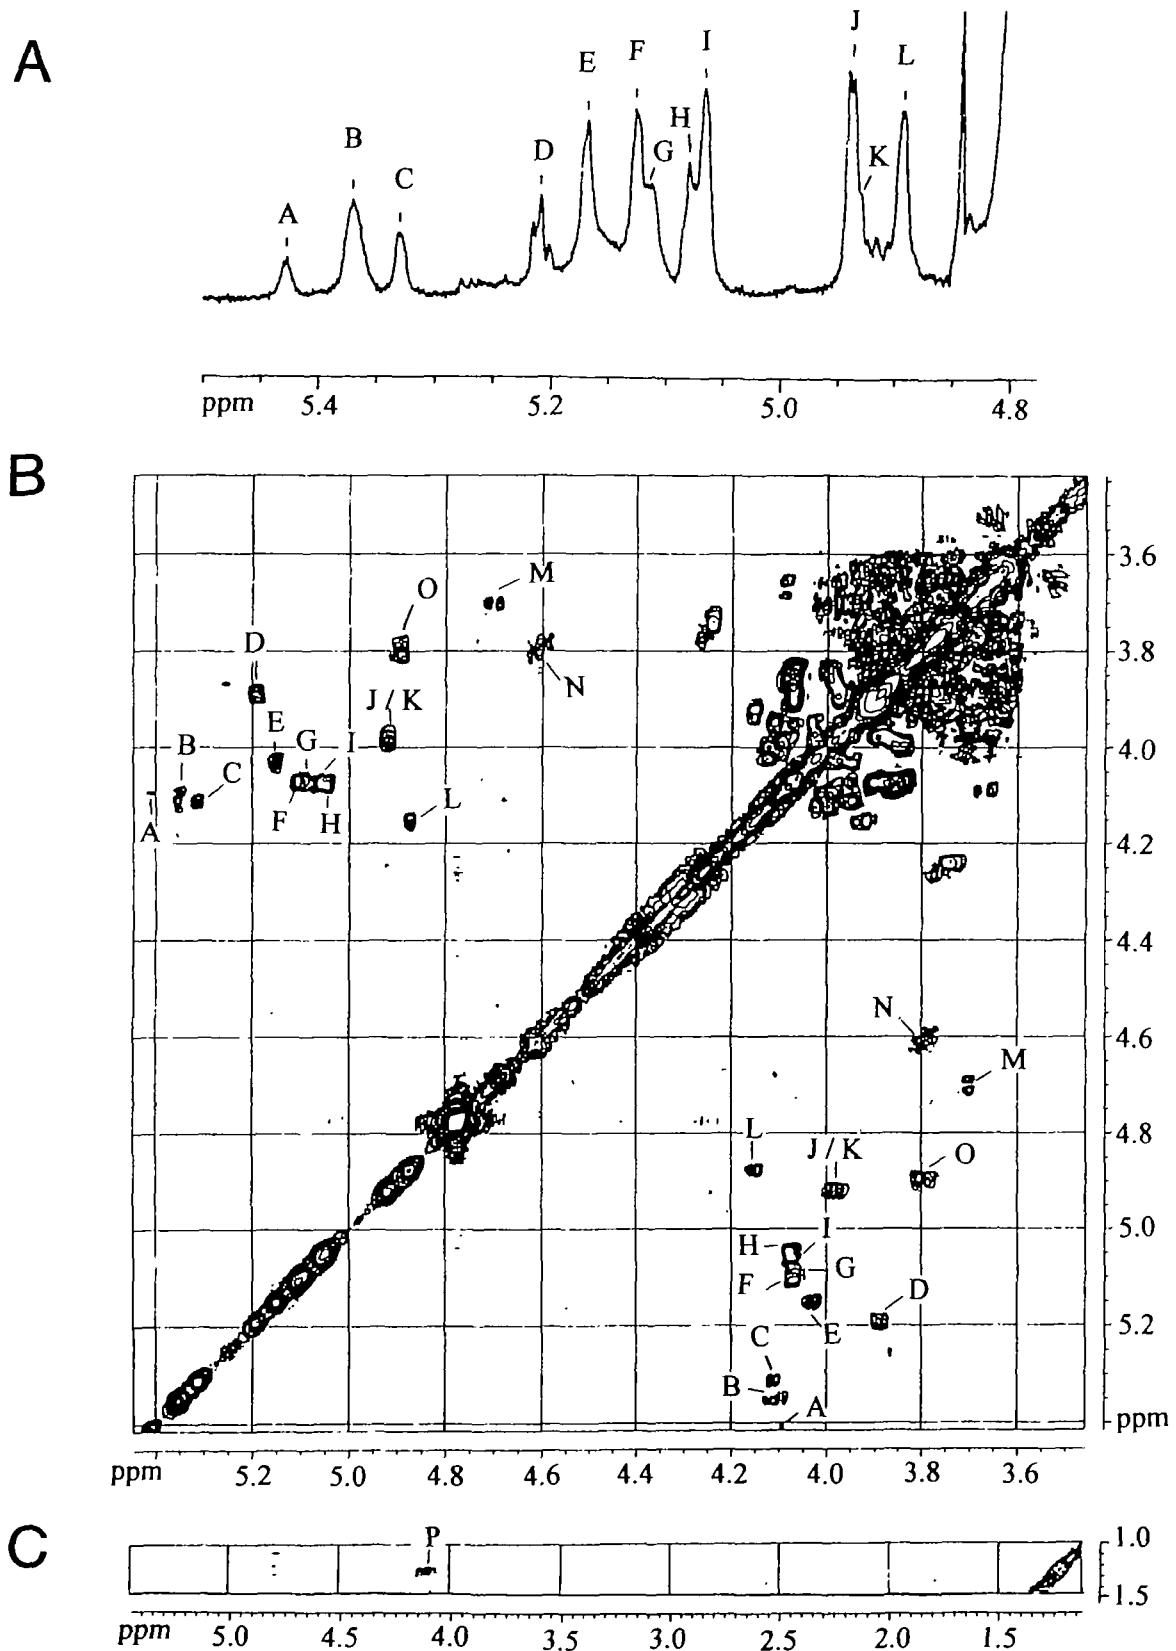 A
A
B
C
D
E
F
G
H
I
J
K
L
ppm
5.4
5.2
5.0
4.8
B
M
O
D
N
J / K
E
G
I
B
C
F
H
A
L
N
M
L
J / K
O
H
I
G
F
D
E
C
B
A
3.6
3.8
4.0
4.2
4.4
4.6
4.8
5.0
5.2
ppm
ppm 5.2 5.0 4.8 4.6 4.4 4.2 4.0 3.8 3.6
C
P
1.0
1.5
ppm 5.0 4.5 4.0 3.5 3.0 2.5 2.0 1.5